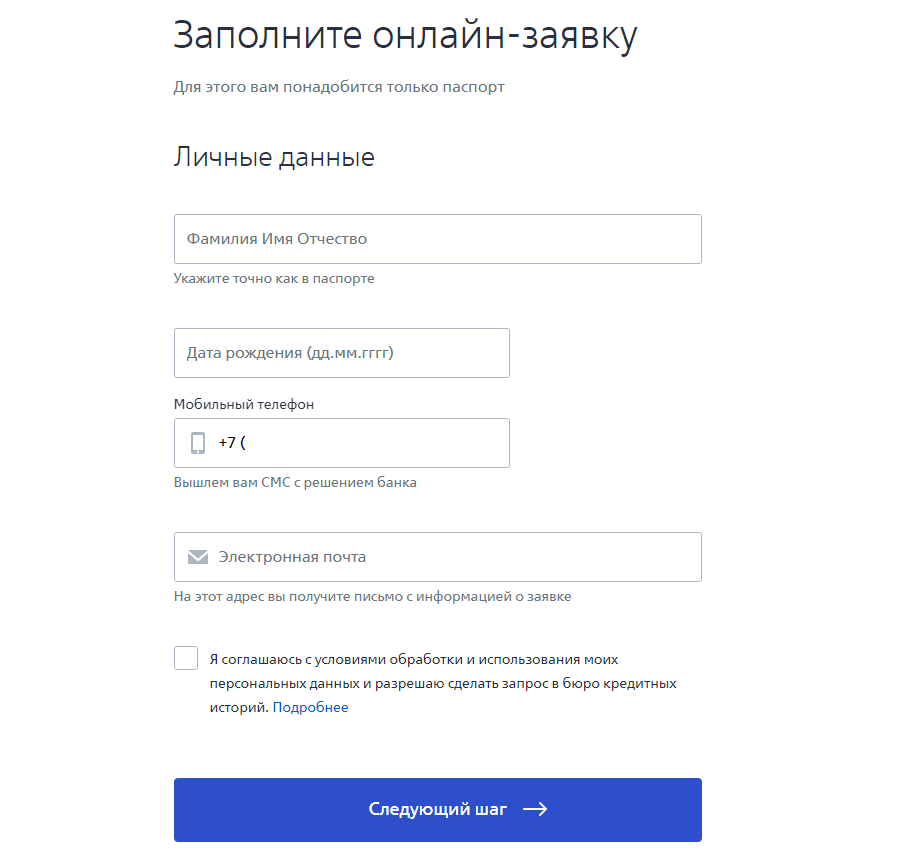 Заполните онлайн-заявку
Для этого вам понадобится только паспорт
Личные данные
Фамилия Имя Отчество
Укажите точно как в паспорте
Дата рождения (дд.мм.гггг)
Мобильный телефон
+7 (
Вышлем вам СМС с решением банка
Электронная почта
На этот адрес вы получите письмо с информацией о заявке
Я соглашаюсь с условиями обработки и использования моих
персональных данных и разрешаю сделать запрос в бюро кредитных
историй. Подробнее
Следующий шаг